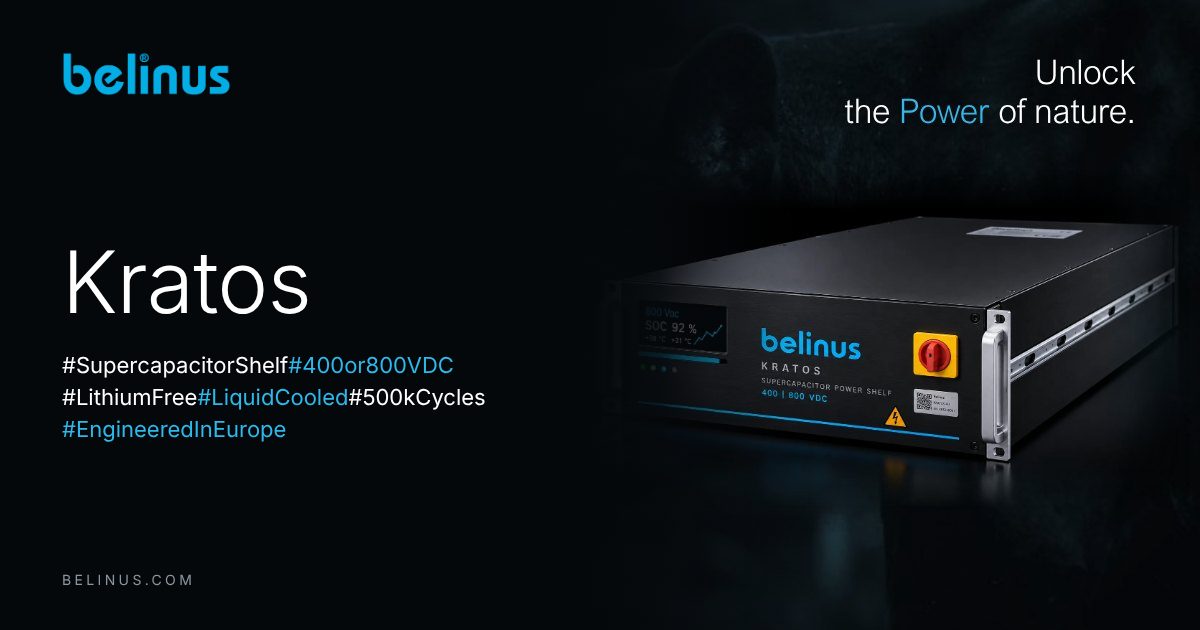 belinus®
Unlock
the Power of nature.
Kratos
#SupercapacitorShelf#400or800VDC
#LithiumFree#LiquidCooled#500kCycles
#EngineeredInEurope
800 Vdc
SOC 92 %
belinus
KRATOS
SUPERCAPACITOR POWER SHELF
400 | 800 VDC
BELINUS.COM